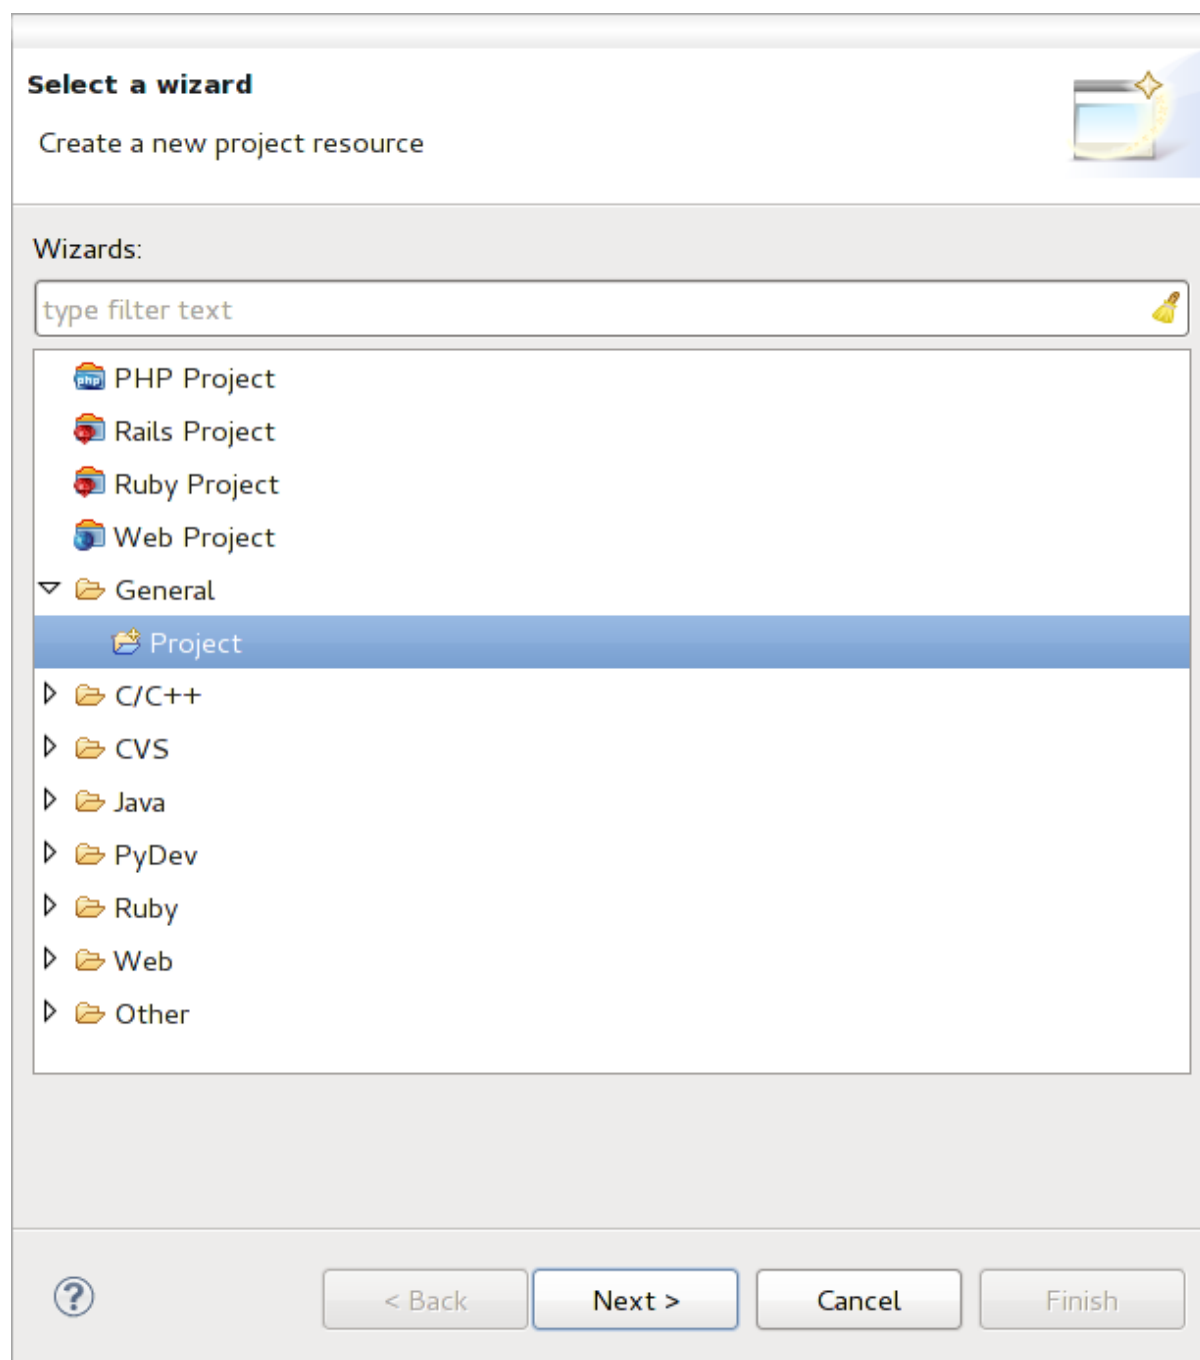 Select a wizard
Create a new project resource
Wizards:
type filter text
php PHP Project
Rails Project
Ruby Project
Web Project
General
Project
C/C++
CVS
Java
PyDev
Ruby
Web
Other
? < Back Next > Cancel Finish